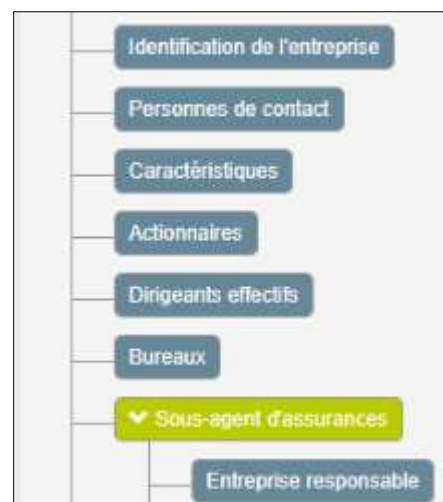 Identification de l'entreprise
Personnes de contact
Caractéristiques
Actionnaires
Dirigeants effectifs
Bureaux
Sous-agent d'assurances
Entreprise responsable